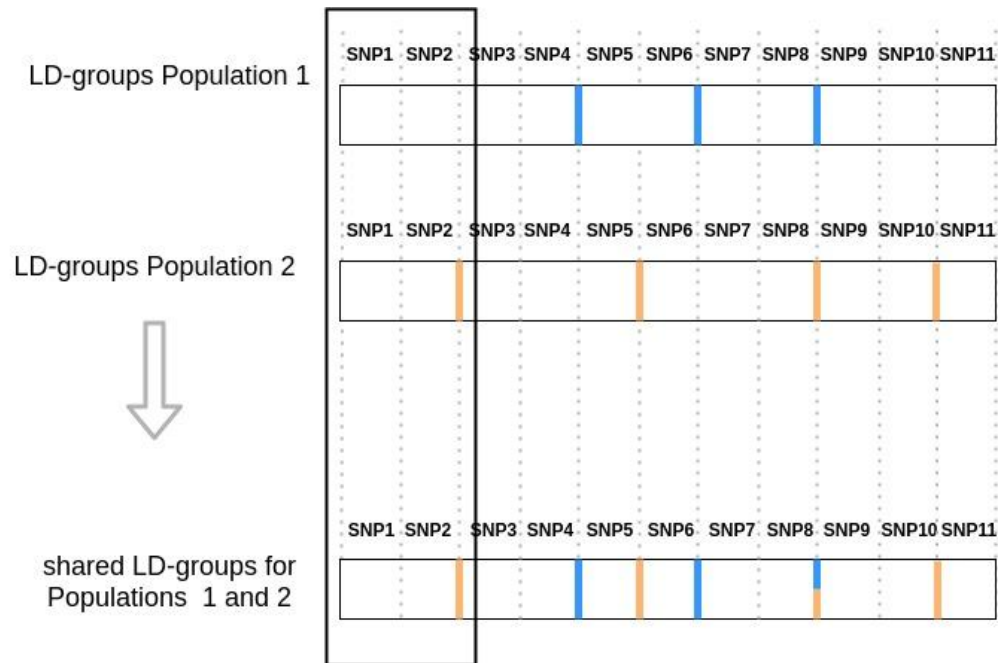 SNP1 SNP2 SNP3 SNP4 SNP5 SNP6 SNP7 SNP8 SNP9 SNP10 SNP11
LD-groups Population 1
SNP1 SNP2 SNP3 SNP4 SNP5 SNP6 SNP7 SNP8 SNP9 SNP10 SNP11
LD-groups Population 2
SNP1 SNP2 SNP3 SNP4 SNP5 SNP6 SNP7 SNP8 SNP9 SNP10 SNP11
shared LD-groups for
Populations 1 and 2